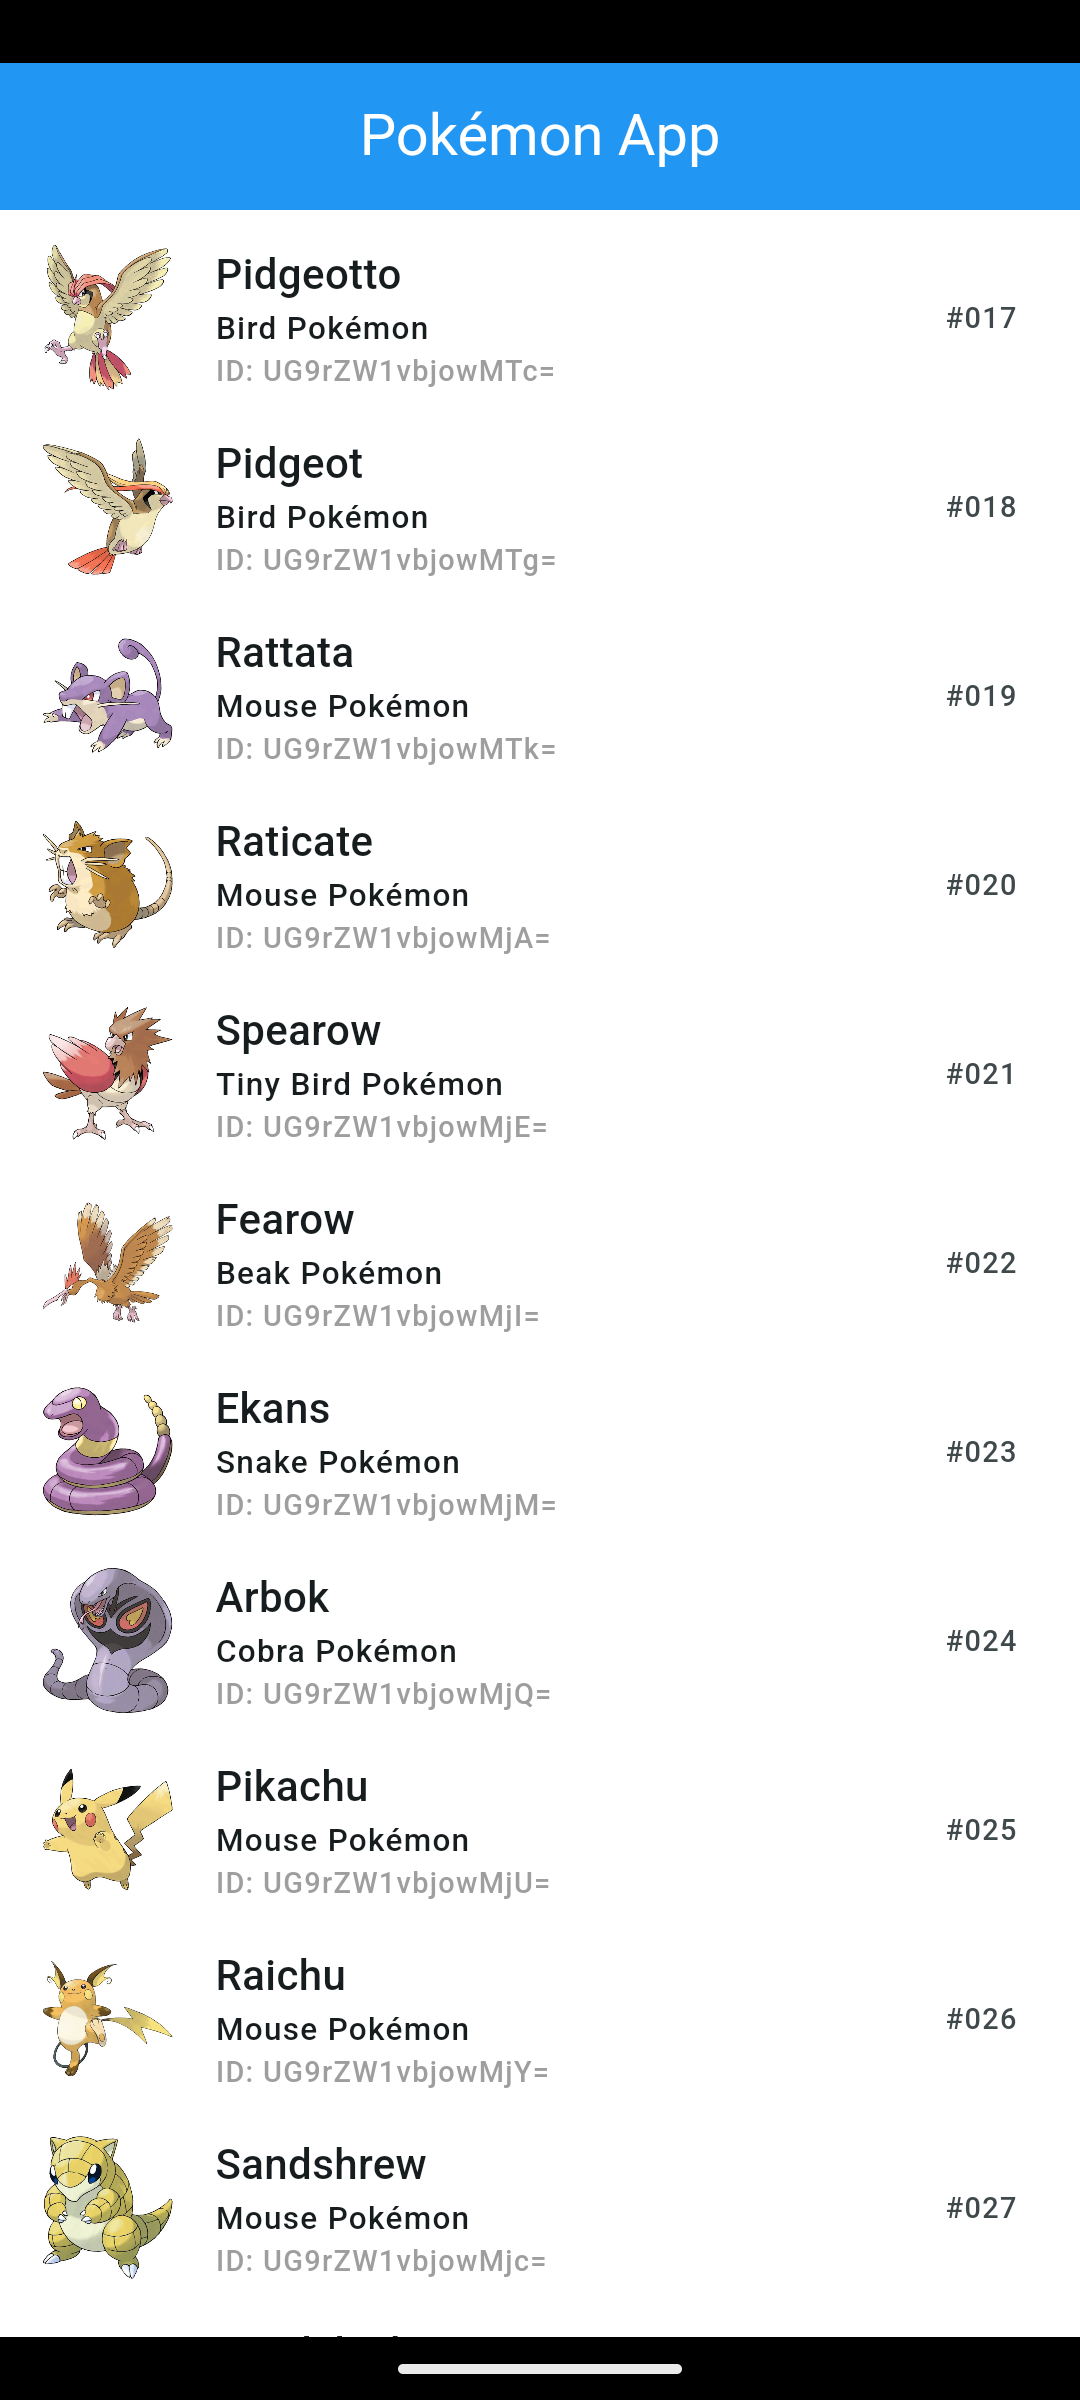 Pokémon App
Pidgeotto
Bird Pokémon
#017
ID: UG9rZW1vbjowMTc=
Pidgeot
Bird Pokémon
#018
ID: UG9rZW1vbjowMTg=
Rattata
Mouse Pokémon
#019
ID: UG9rZW1vbjowMTk=
Raticate
Mouse Pokémon
#020
ID: UG9rZW1vbjowMjA=
Spearow
Tiny Bird Pokémon
#021
ID: UG9rZW1vbjowMjE=
Fearow
Beak Pokémon
#022
ID: UG9rZW1vbjowMjI=
Ekans
Snake Pokémon
#023
ID: UG9rZW1vbjowMjM=
Arbok
Cobra Pokémon
#024
ID: UG9rZW1vbjowMjQ=
Pikachu
Mouse Pokémon
#025
ID: UG9rZW1vbjowMjU=
Raichu
Mouse Pokémon
#026
ID: UG9rZW1vbjowMjY=
Sandshrew
Mouse Pokémon
#027
ID: UG9rZW1vbjowMjc=